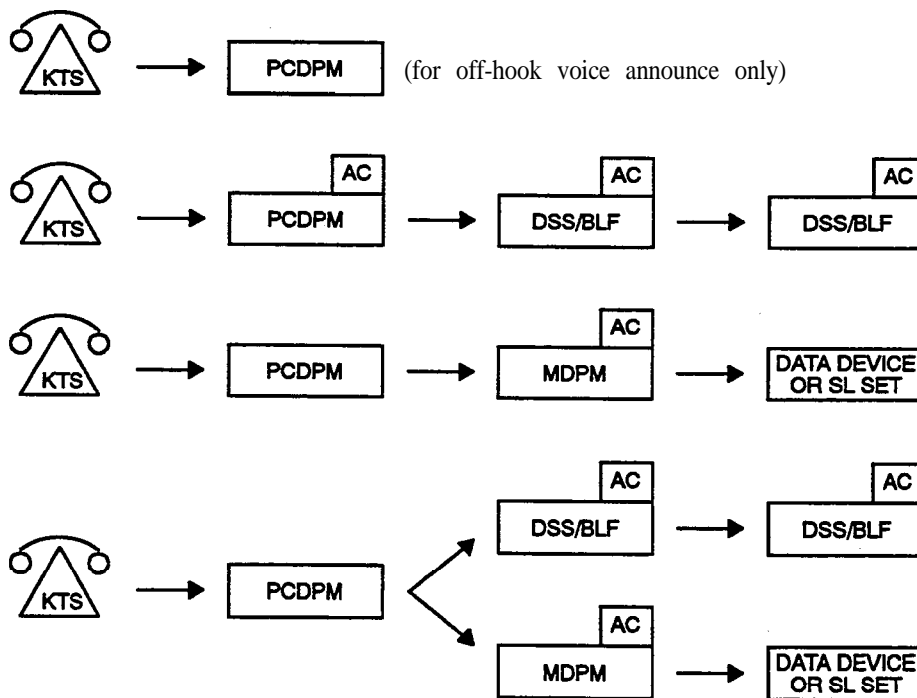 KTS
PCDPM
(for off-hook voice announce only)
AC
AC
AC
KTS
PCDPM
DSS/BLF
DSS/BLF
AC
KTS
PCDPM
MDPM
DATA DEVICE
OR SL SET
AC
AC
DSS/BLF
DSS/BLF
KTS
PCDPM
AC
MDPM
DATA DEVICE
OR SL SET